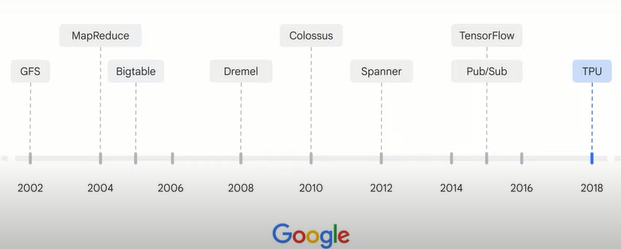 MapReduce
Colossus
TensorFlow
GFS
Bigtable
Dremel
Spanner
Pub/Sub
TPU
2002
2004
2006
2008
2010
2012
2014
2016
2018
Google